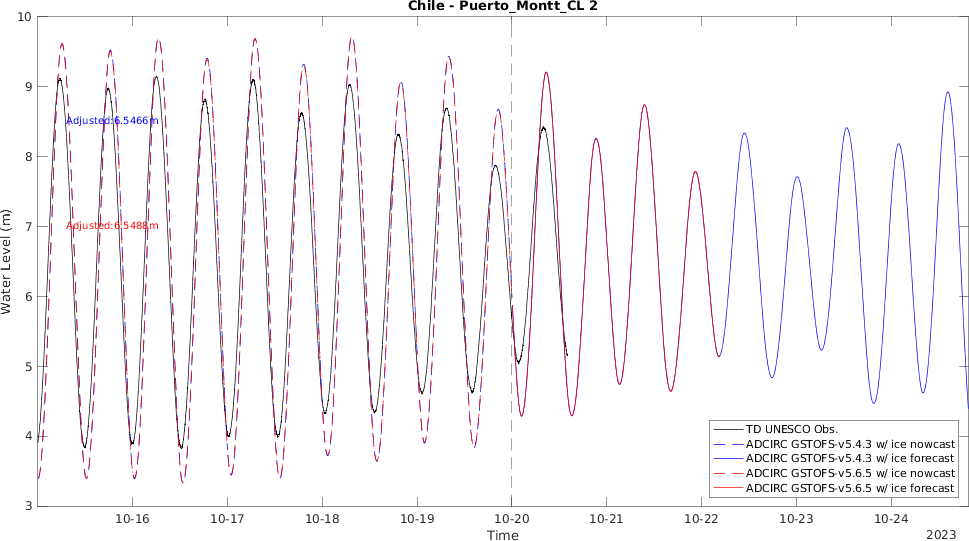 Chile - Puerto_Montt_CL 2
10
9
8
7
6
5
4
3
Water Level (m)
Adjusted:6.5466m
Adjusted:6.5488m
10-16
10-17
10-18
10-19
10-20
10-21
10-22
10-23
10-24
Time
2023
TD UNESCO Obs.
ADCIRC GSTOFS-v5.4.3 w/ ice nowcast
ADCIRC GSTOFS-v5.4.3 w/ ice forecast
ADCIRC GSTOFS-v5.6.5 w/ ice nowcast
ADCIRC GSTOFS-v5.6.5 w/ ice forecast